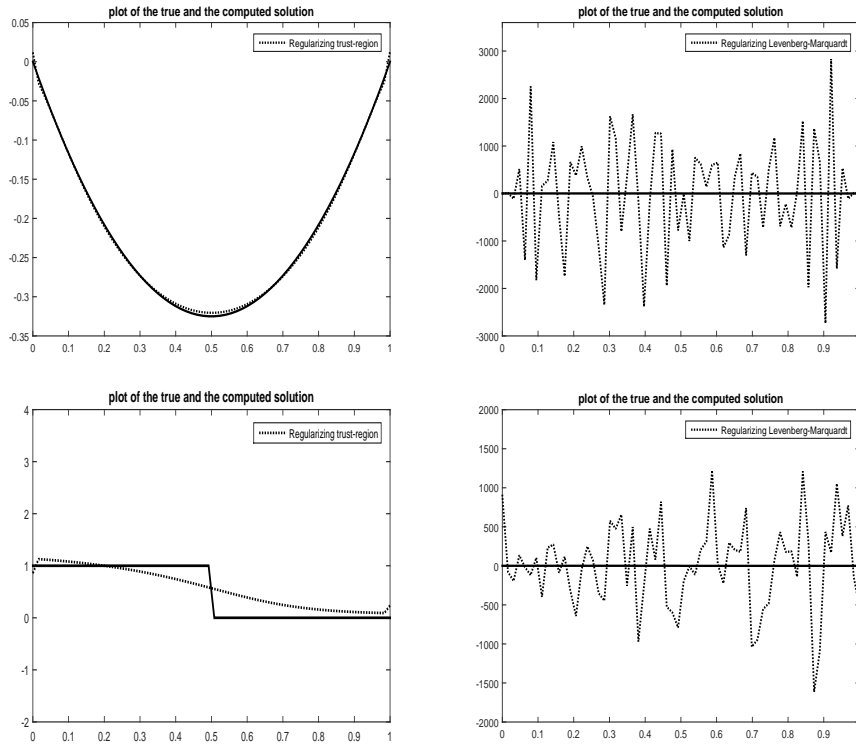 plot of the true and the computed solution
Regularizing trust-region
0.05
0
-0.05
-0.1
-0.15
-0.2
-0.25
-0.3
-0.35
0 0.1 0.2 0.3 0.4 0.5 0.6 0.7 0.8 0.9 1
plot of the true and the computed solution
Regularizing Levenberg-Marquardt
3000
2000
1000
0
-1000
-2000
-3000
0 0.1 0.2 0.3 0.4 0.5 0.6 0.7 0.8 0.9
plot of the true and the computed solution
Regularizing trust-region
4
3
2
1
0
-1
-2
0 0.1 0.2 0.3 0.4 0.5 0.6 0.7 0.8 0.9 1
plot of the true and the computed solution
Regularizing Levenberg-Marquardt
2000
1500
1000
500
0
-500
-1000
-1500
-2000
0 0.1 0.2 0.3 0.4 0.5 0.6 0.7 0.8 0.9